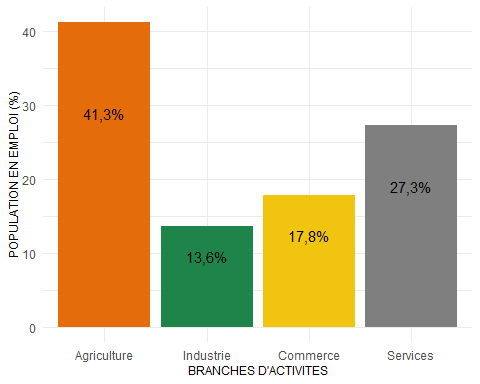 POPULATION EN EMPLOI (%)
40
30
20
10
0
41,3%
13,6%
17,8%
27,3%
Agriculture
Industrie
Commerce
Services
BRANCHES D'ACTIVITES